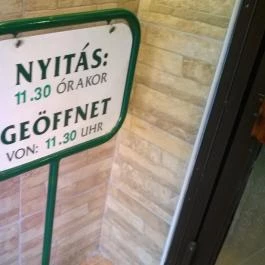 NYITÁS:
11.30 ÓRAKOR
GEÖFFNET
VON: 11.30 UHR